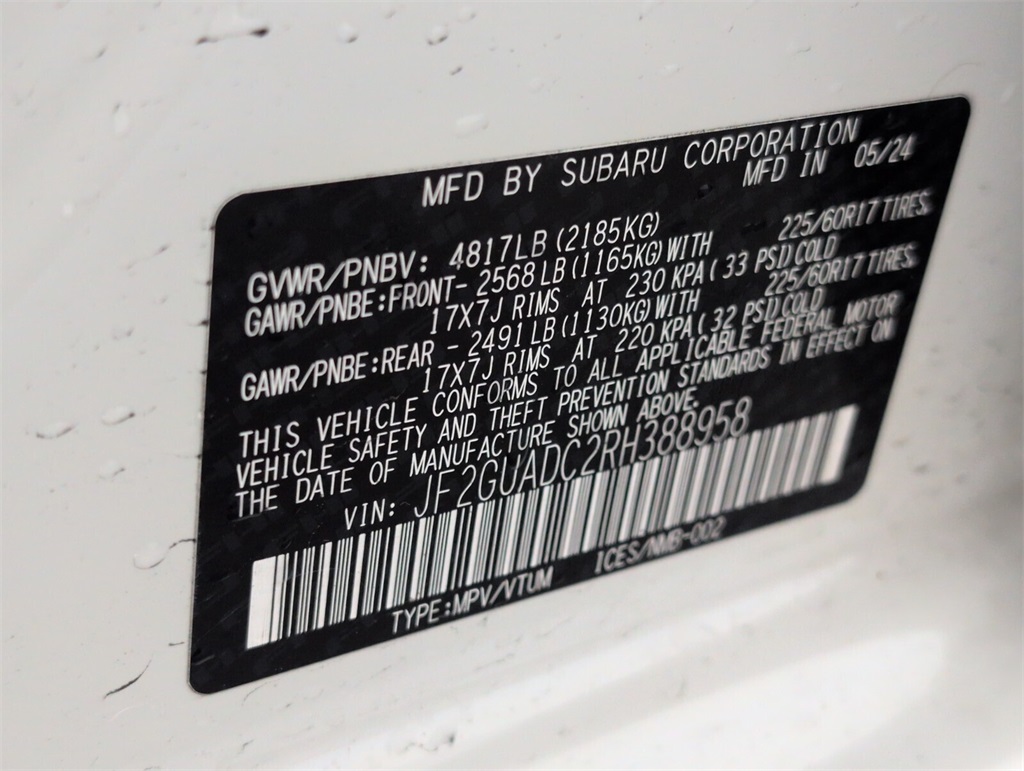 MFD BY SUBARU CORPORATION
MFD IN 05/24
GVWR/PNBV: 4817LB (2185KG)
GAWR/PNBE:FRONT- 2568 LB (1165KG) WITH 225/60R17 TIRES
17X7J RIMS AT 230 KPA ( 33 PSI) COLD
GAWR/PNBE:REAR - 2491 LB (1130KG) WITH 225/60R17 TIRES
17X7J RIMS AT 220 KPA ( 32 PSI) COLD
THIS VEHICLE CONFORMS TO ALL APPLICABLE FEDERAL MOTOR
VEHICLE SAFETY AND THEFT PREVENTION STANDARDS IN EFFECT ON
THE DATE OF MANUFACTURE SHOWN ABOVE.
VIN: JF2GUADC2RH388958
TYPE:MPV/VTUM ICES/NMB-002